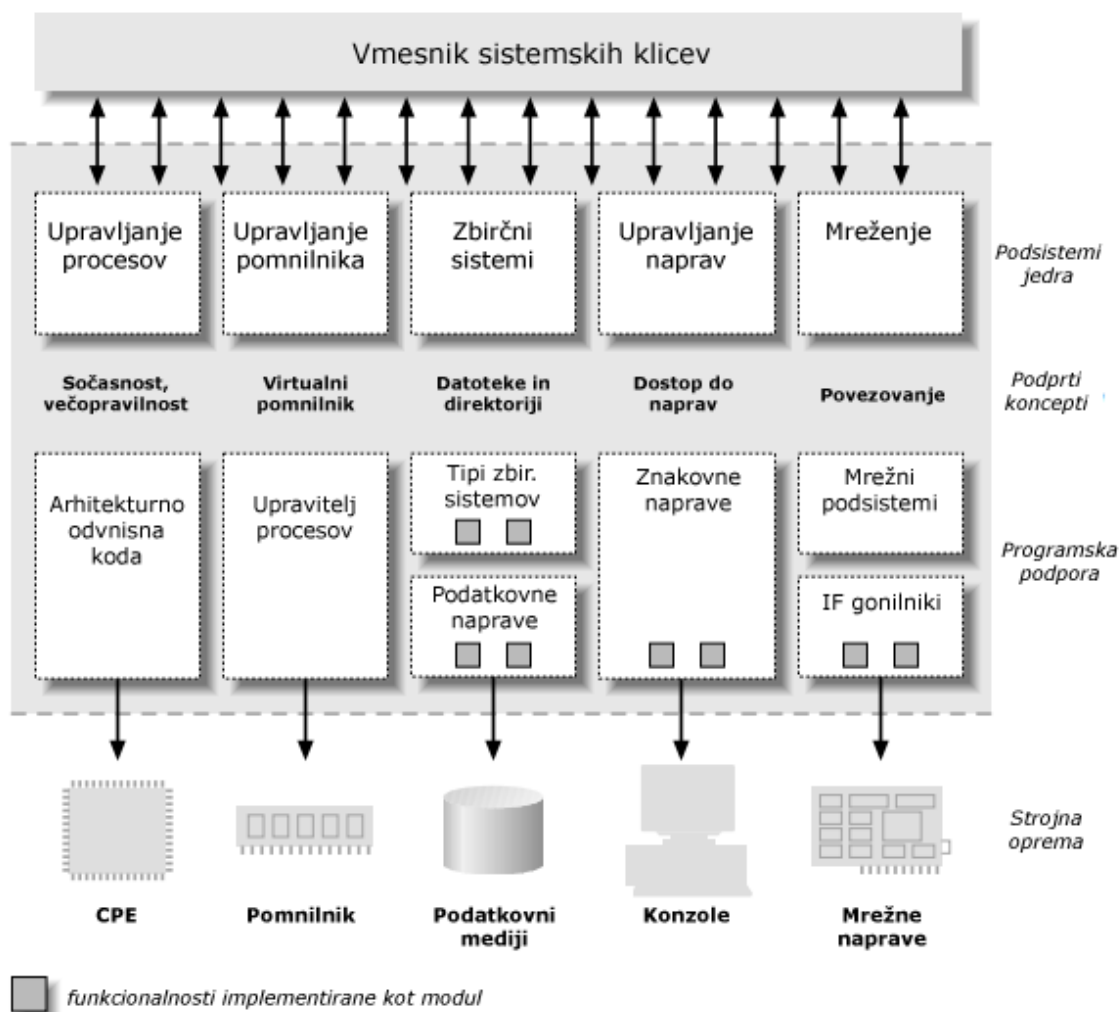 Vmesnik sistemskih klicev
Upravljanje
procesov
Upravljanje
pomnilnika
Zbirčni
sistemi
Upravljanje
naprav
Mreženje
Podsistemi
jedra
Sočasnost,
večopravilnost
Virtualni
pomnilnik
Datoteke in
direktoriji
Dostop do
naprav
Povezovanje
Podprti
koncepti
Arhitekturno
odvnisna
koda
Upravitelj
procesov
Tipi zbir.
sistemov
Podatkovne
naprave
Znakovne
naprave
Mrežni
podsistemi
IF gonilniki
Programska
podpora
CPE
Pomnilnik
Podatkovni
mediji
Konzole
Mrežne
naprave
Strojna
oprema
funkcionalnosti implementirane kot modul